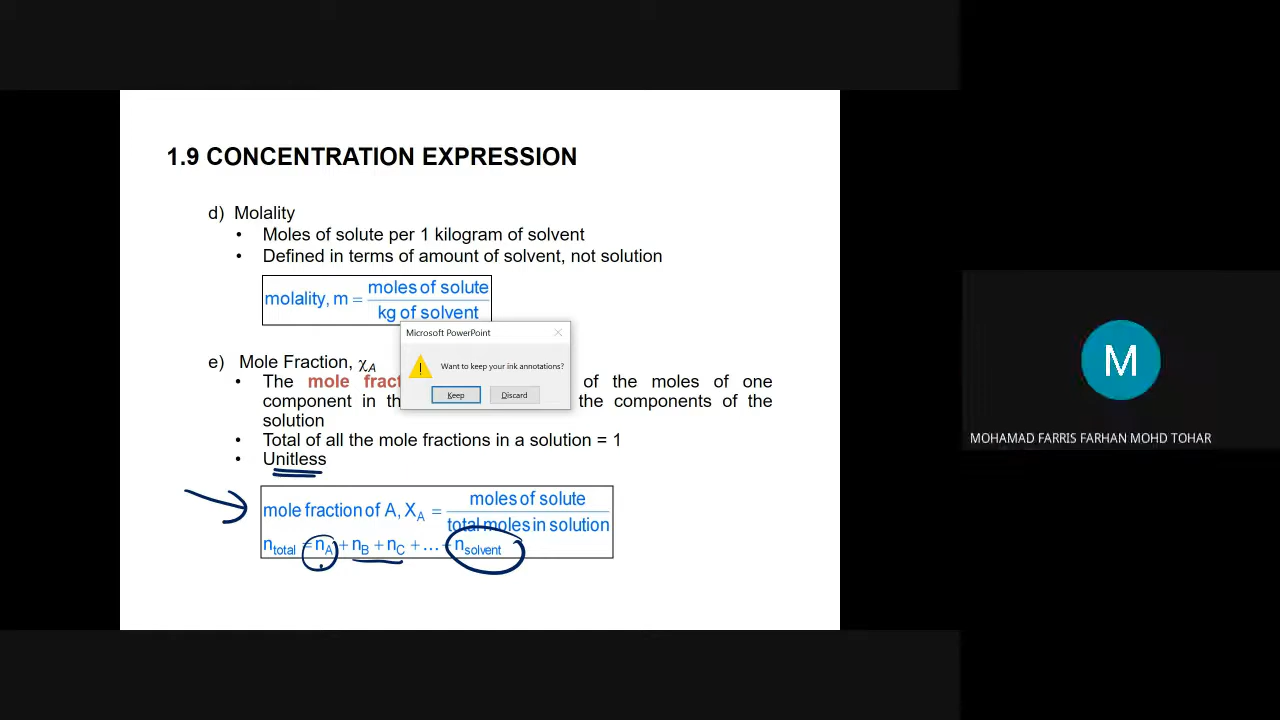 1.9 CONCENTRATION EXPRESSION
d) Molality
• Moles of solute per 1 kilogram of solvent
• Defined in terms of amount of solvent, not solution
molality, m = moles of solute
kg of solvent
Microsoft PowerPoint
Want to keep your ink annotations?
Keep Discard
e) Mole Fraction, χA
• The mole fract of the moles of one
component in th the components of the
solution
• Total of all the mole fractions in a solution = 1
• Unitless
mole fraction of A, XA = moles of solute
total moles in solution
ntotal = nA + nB + nC + ... + nsolvent
M
MOHAMAD FARRIS FARHAN MOHD TOHAR